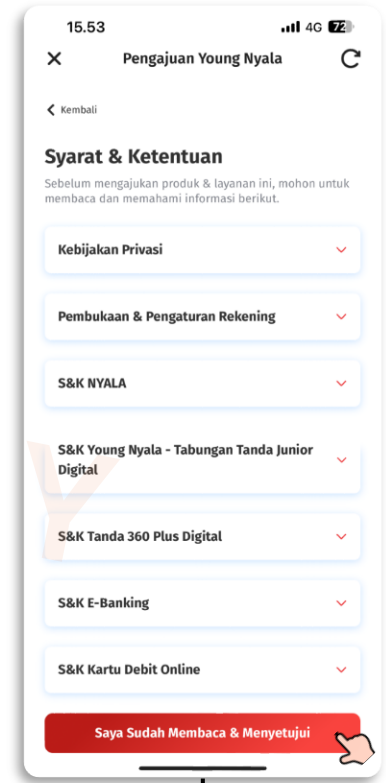 15.53
4G 72
Pengajuan Young Nyala
Kembali
Syarat & Ketentuan
Sebelum mengajukan produk & layanan ini, mohon untuk
membaca dan memahami informasi berikut.
Kebijakan Privasi
Pembukaan & Pengaturan Rekening
S&K NYALA
S&K Young Nyala - Tabungan Tanda Junior
Digital
S&K Tanda 360 Plus Digital
S&K E-Banking
S&K Kartu Debit Online
Saya Sudah Membaca & Menyetujui